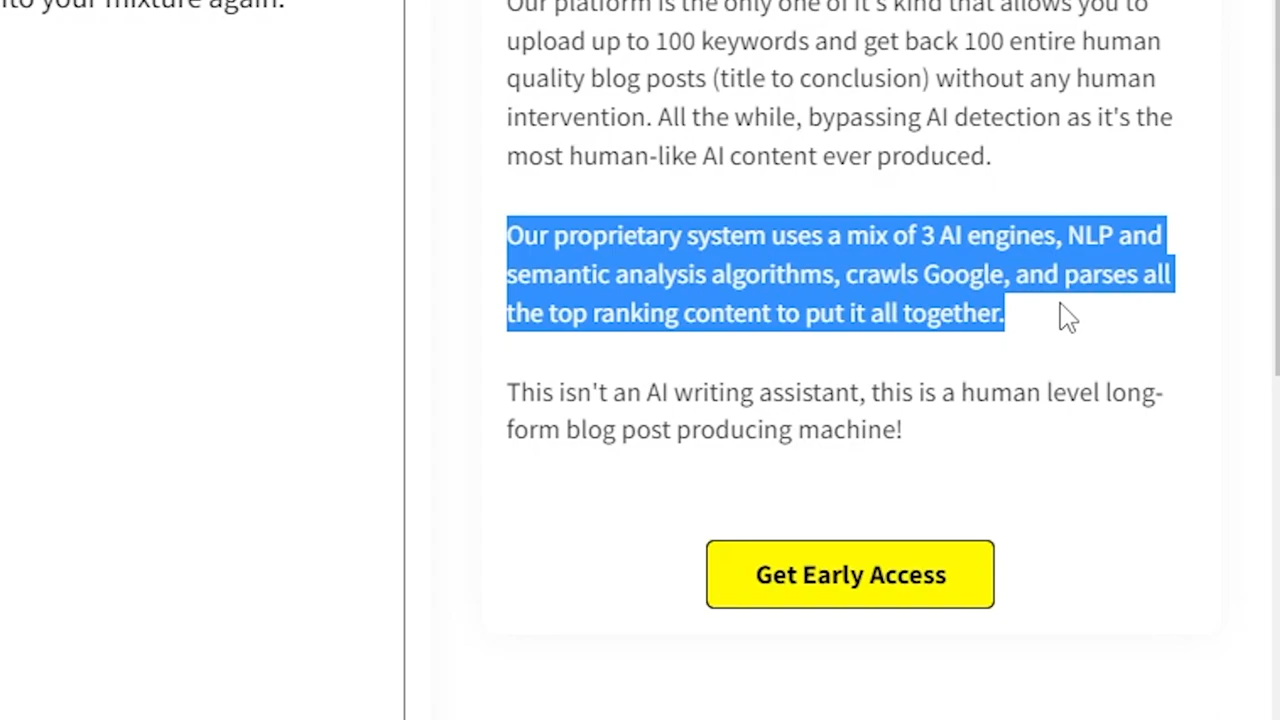 nto your mixture again.
Our platform is the only one of it's kind that allows you to
upload up to 100 keywords and get back 100 entire human
quality blog posts (title to conclusion) without any human
intervention. All the while, bypassing AI detection as it's the
most human-like AI content ever produced.
Our proprietary system uses a mix of 3 AI engines, NLP and
semantic analysis algorithms, crawls Google, and parses all
the top ranking content to put it all together.
This isn't an AI writing assistant, this is a human level long-
form blog post producing machine!
Get Early Access